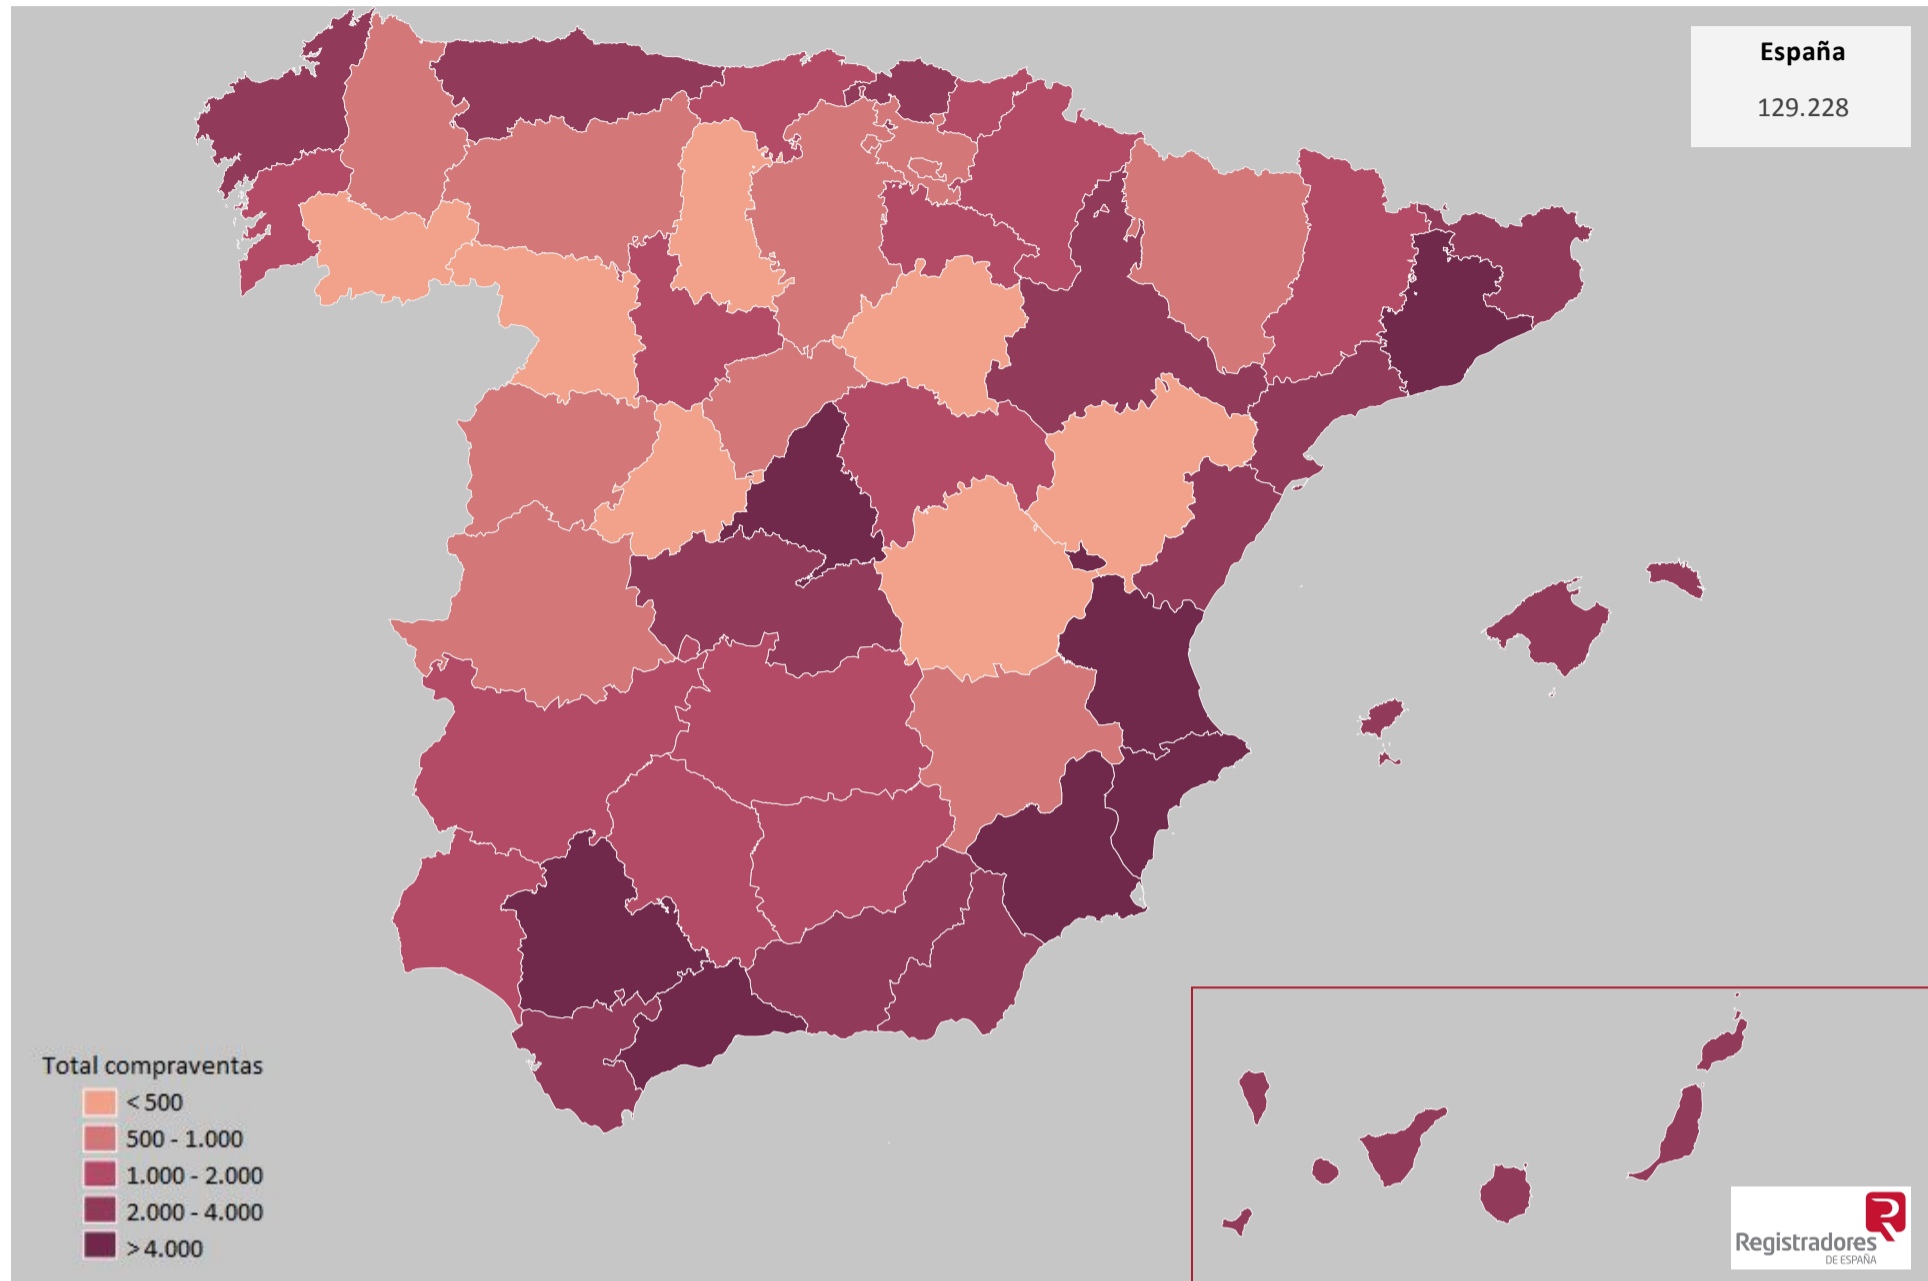 España
129.228
Total compraventas
< 500
500 - 1.000
1.000 - 2.000
2.000 - 4.000
> 4.000
Registradores
DE ESPAÑA